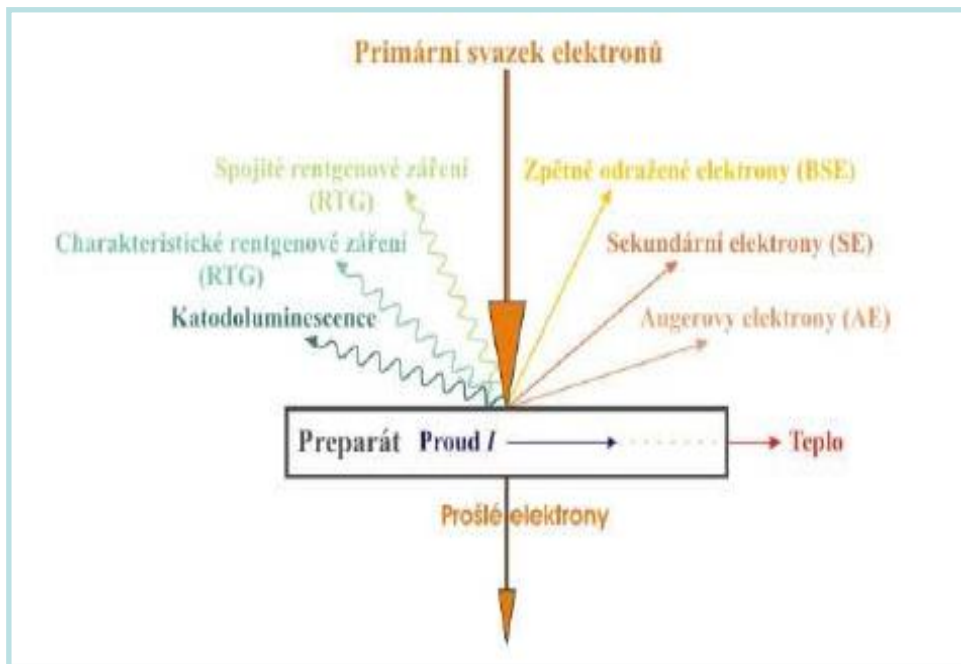 Primární svazek elektronů
Spojité rentgenové záření
(RTG)
Zpětně odražené elektrony (BSE)
Charakteristické rentgenové záření
(RTG)
Sekundární elektrony (SE)
Katodoluminescence
Augerovy elektrony (AE)
Preparát Proud I
Teplo
Prošlé elektrony